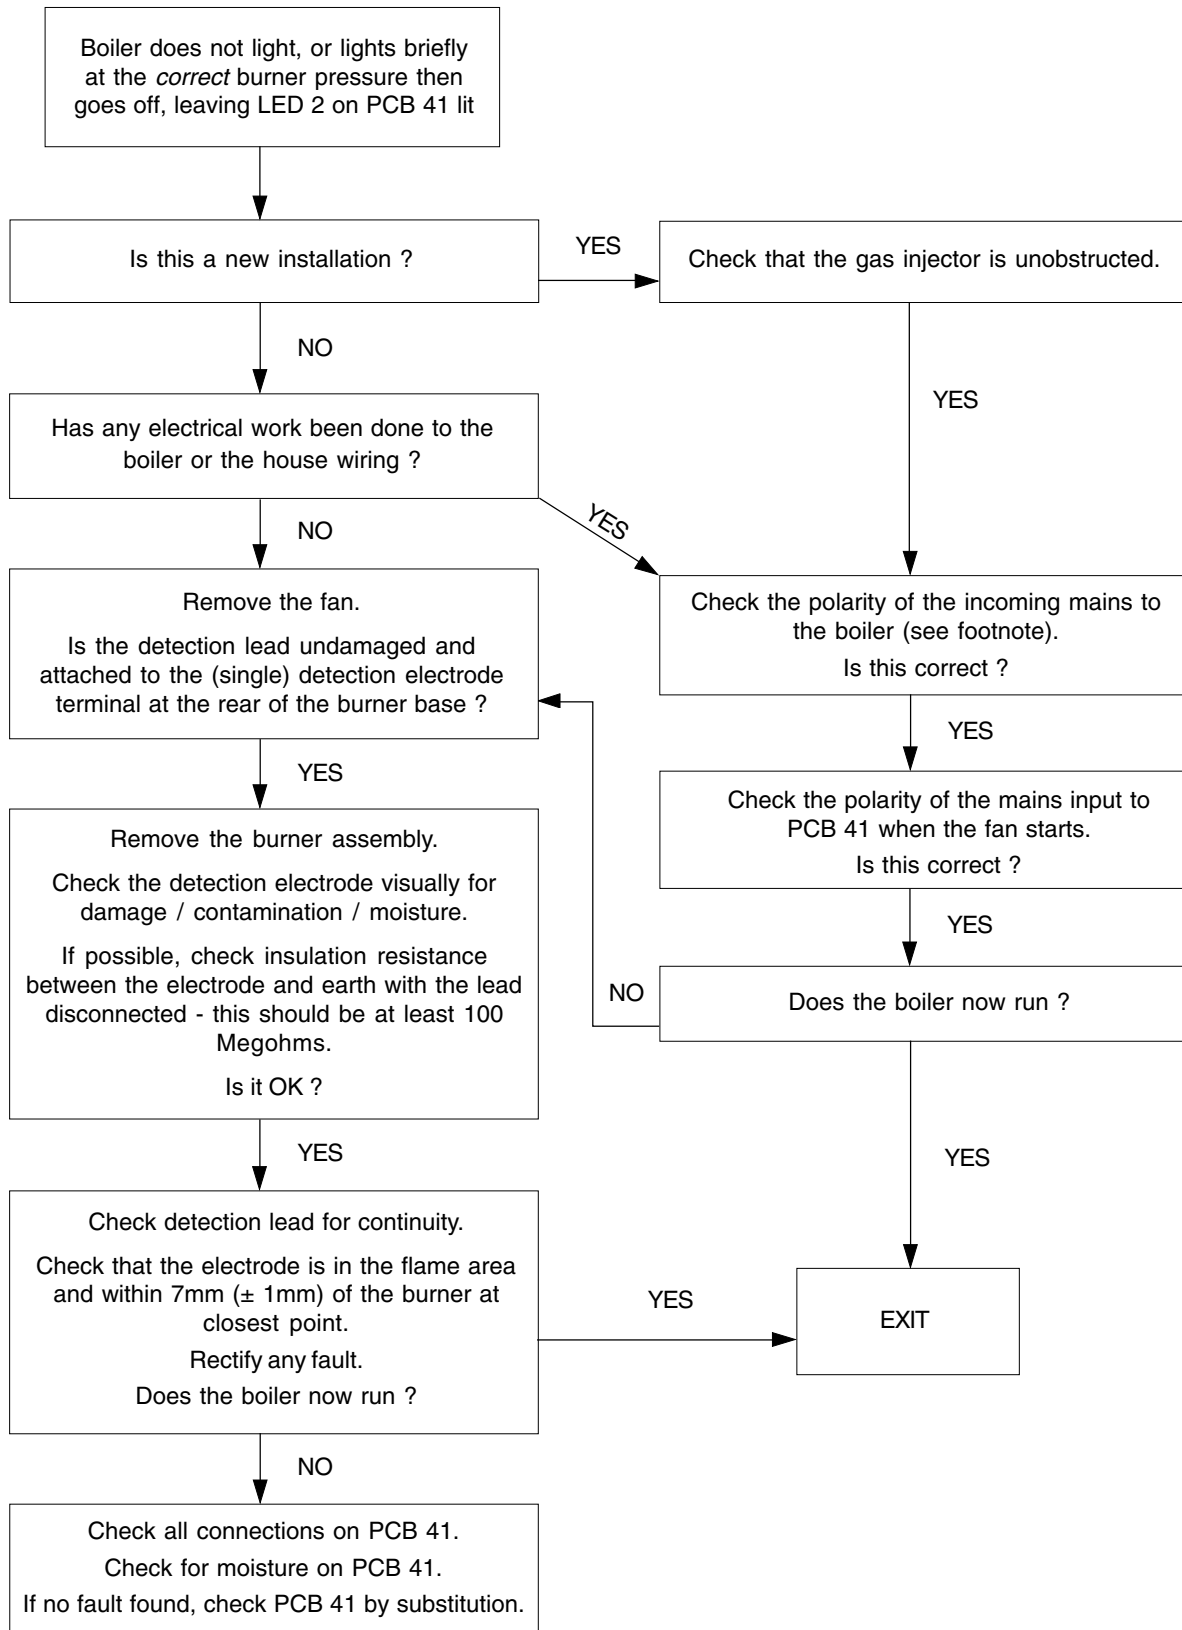 Boiler does not light, or lights briefly
at the correct burner pressure then
goes off, leaving LED 2 on PCB 41 lit
Is this a new installation ?
YES
Check that the gas injector is unobstructed.
NO
YES
Has any electrical work been done to the
boiler or the house wiring ?
YES
NO
Check the polarity of the incoming mains to
the boiler (see footnote).
Is this correct ?
Remove the fan.
Is the detection lead undamaged and
attached to the (single) detection electrode
terminal at the rear of the burner base ?
YES
YES
Check the polarity of the mains input to
PCB 41 when the fan starts.
Is this correct ?
Remove the burner assembly.
Check the detection electrode visually for
damage / contamination / moisture.
If possible, check insulation resistance
between the electrode and earth with the lead
disconnected - this should be at least 100
Megohms.
Is it OK ?
YES
NO
Does the boiler now run ?
YES
YES
Check detection lead for continuity.
Check that the electrode is in the flame area
and within 7mm (± 1mm) of the burner at
closest point.
Rectify any fault.
Does the boiler now run ?
YES
EXIT
NO
Check all connections on PCB 41.
Check for moisture on PCB 41.
If no fault found, check PCB 41 by substitution.